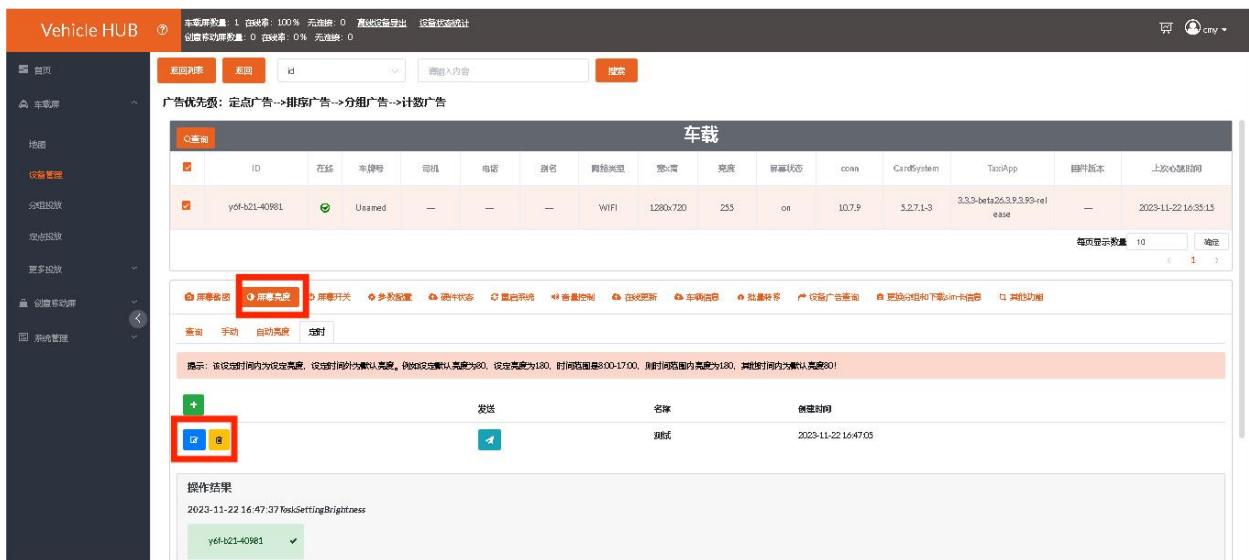 Vehicle HUB
车载屏数量: 1 在线率: 100% 无连接: 0 离线设备导出 设备状态统计
创意移动屏数量: 0 在线率: 0% 无连接: 0
cmy
首页
车载屏
地图
设备管理
分组投放
定点投放
更多投放
创意移动屏
系统管理
返回列表 返回 id 请输入内容 搜索
广告优先级: 定点广告-->排序广告-->分组广告-->计数广告
查询 车载
ID 在线 车牌号 司机 电话 别名 网络类型 宽x高 亮度 屏幕状态 conn CardSystem TaxiApp 固件版本 上次心跳时间
y6f-b21-40981 Unamed — — — WIFI 1280x720 255 on 10.7.9 5.2.7.1-3 3.3.3-beta26.3.9.3.93-rel — 2023-11-22 16:35:15
ease
每页显示数量 10 确定
1
屏幕截图 屏幕亮度 屏幕开关 参数配置 硬件状态 重启系统 音量控制 在线更新 车辆信息 批量转移 设备广告查询 更换分组和下载sim卡信息 其他功能
查询 手动 自动亮度 定时
提示: 该设定时间内为设定亮度, 设定时间外为默认亮度。例如设定默认亮度为80, 设定亮度为180, 时间范围是8:00-17:00, 则时间范围内亮度为180, 其他时间内为默认亮度80!
发送 名称 创建时间
测试 2023-11-22 16:47:05
操作结果
2023-11-22 16:47:37 TaskSettingBrightness
y6f-b21-40981